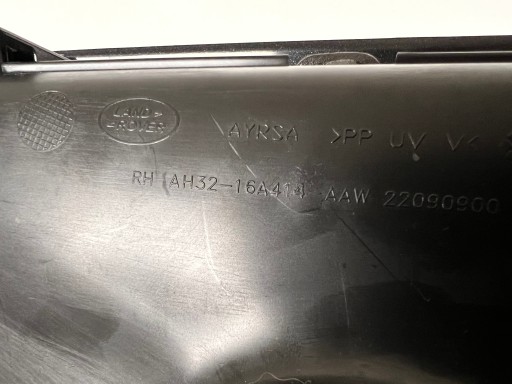 LAND ROVER
AYRSA >PP UV
RH AH32-16A414 AAW 22090900